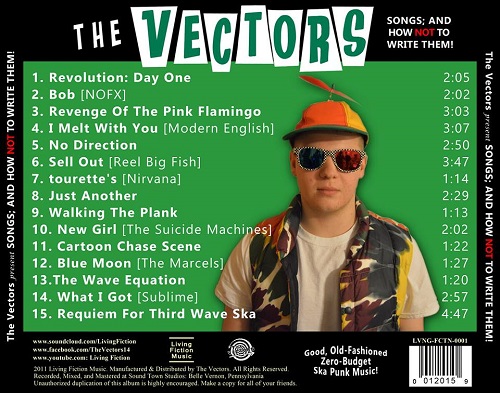 THE VECTORS
SONGS; AND
HOW NOT TO
WRITE THEM!
1. Revolution: Day One 2:05
2. Bob [NOFX] 2:02
3. Revenge Of The Pink Flamingo 3:03
4. I Melt With You [Modern English] 3:07
5. No Direction 2:50
6. Sell Out [Reel Big Fish] 3:47
7. tourette's [Nirvana] 1:14
8. Just Another 2:29
9. Walking The Plank 1:13
10. New Girl [The Suicide Machines] 2:02
11. Cartoon Chase Scene 1:22
12. Blue Moon [The Marcels] 1:27
13.The Wave Equation 1:20
14. What I Got [Sublime] 2:57
15. Requiem For Third Wave Ska 4:47
www.soundcloud.com/LivingFiction
www.facebook.com/TheVectors14
www.youtube.com: Living Fiction
Living
Fiction
Music
Good, Old-Fashioned
Zero-Budget
Ska Punk Music!
LVNG-FCTN-0001
0 012015 9
2011 Living Fiction Music. Manufactured & Distributed by The Vectors. All Rights Reserved.
Recorded, Mixed, and Mastered at Sound Town Studios: Belle Vernon, Pennsylvania
Unauthorized duplication of this album is highly encouraged. Make a copy for all of your friends.
The Vectors present SONGS; AND HOW NOT TO WRITE THEM!
The Vectors present SONGS; AND HOW NOT TO WRITE THEM!